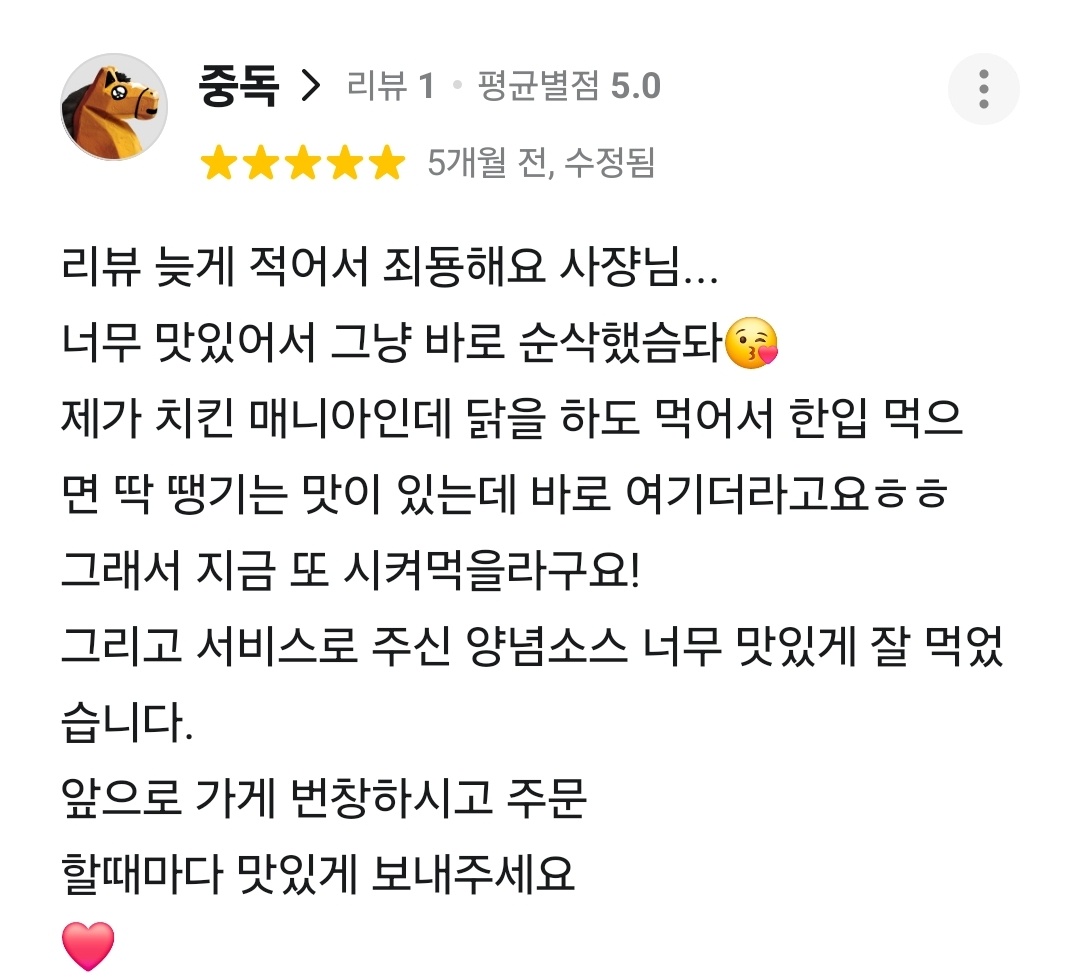 중독 > 리뷰 1 • 평균별점 5.0
★★★★★ 5개월 전, 수정됨
리뷰 늦게 적어서 죄둉해요 사쟝님...
너무 맛있어서 그냥 바로 순삭했슴돠😘
제가 치킨 매니아인데 닭을 하도 먹어서 한입 먹으
면 딱 땡기는 맛이 있는데 바로 여기더라고요ㅎㅎ
그래서 지금 또 시켜먹을라구요!
그리고 서비스로 주신 양념소스 너무 맛있게 잘 먹었
습니다.
앞으로 가게 번창하시고 주문
할때마다 맛있게 보내주세요
❤️